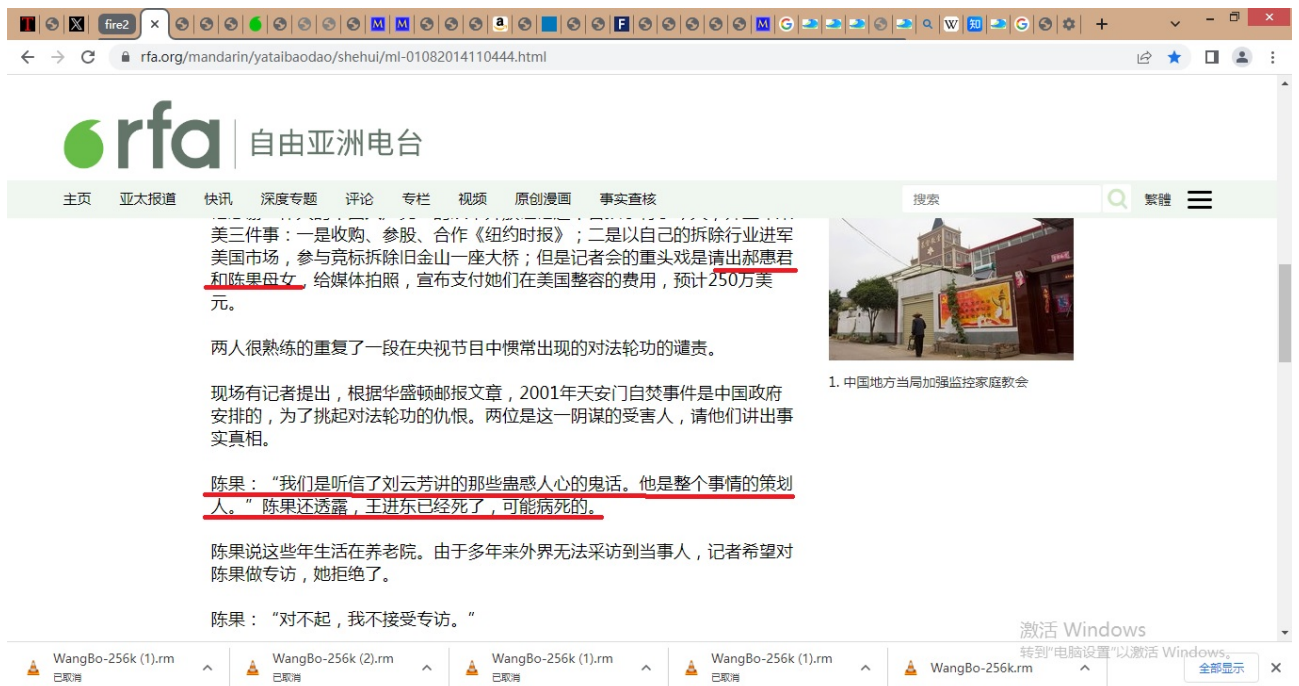 fire2
rfa.org/mandarin/yataibaodao/shehui/ml-01082014110444.html
rfa 自由亚洲电台
主页 亚太报道 快讯 深度专题 评论 专栏 视频 原创漫画 事实查核 搜索 繁體
美三件事：一是收购、参股、合作《纽约时报》；二是以自己的拆除行业进军
美国市场，参与竞标拆除旧金山一座大桥；但是记者会的重头戏是请出郝惠君
和陈果母女，给媒体拍照，宣布支付她们在美国整容的费用，预计250万美
元。
两人很熟练的重复了一段在央视节目中惯常出现的对法轮功的谴责。
现场有记者提出，根据华盛顿邮报文章，2001年天安门自焚事件是中国政府
安排的，为了挑起对法轮功的仇恨。两位是这一阴谋的受害人，请他们讲出事
实真相。
陈果：“我们是听信了刘云芳讲的那些蛊惑人心的鬼话。他是整个事情的策划
人。”陈果还透露，王进东已经死了，可能病死的。
陈果说这些年生活在养老院。由于多年来外界无法采访到当事人，记者希望对
陈果做专访，她拒绝了。
陈果：“对不起，我不接受专访。”
1. 中国地方当局加强监控家庭教会
激活 Windows
转到“电脑设置”以激活 Windows。
WangBo-256k (1).rm WangBo-256k (2).rm WangBo-256k (1).rm WangBo-256k (1).rm WangBo-256k.rm 全部显示
已取消 已取消 已取消 已取消